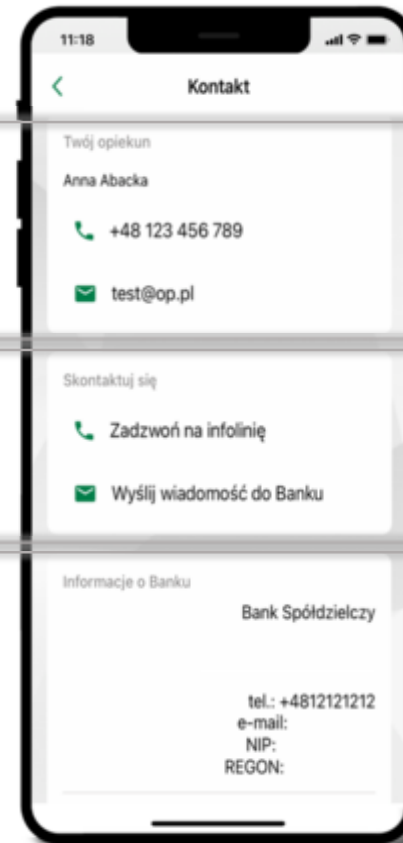 11:18
Kontakt
Twój opiekun
Anna Abacka
+48 123 456 789
test@op.pl
Skontaktuj się
Zadzwoń na infolinię
Wyślij wiadomość do Banku
Informacje o Banku
Bank Spółdzielczy
tel.: +4812121212
e-mail:
NIP:
REGON: